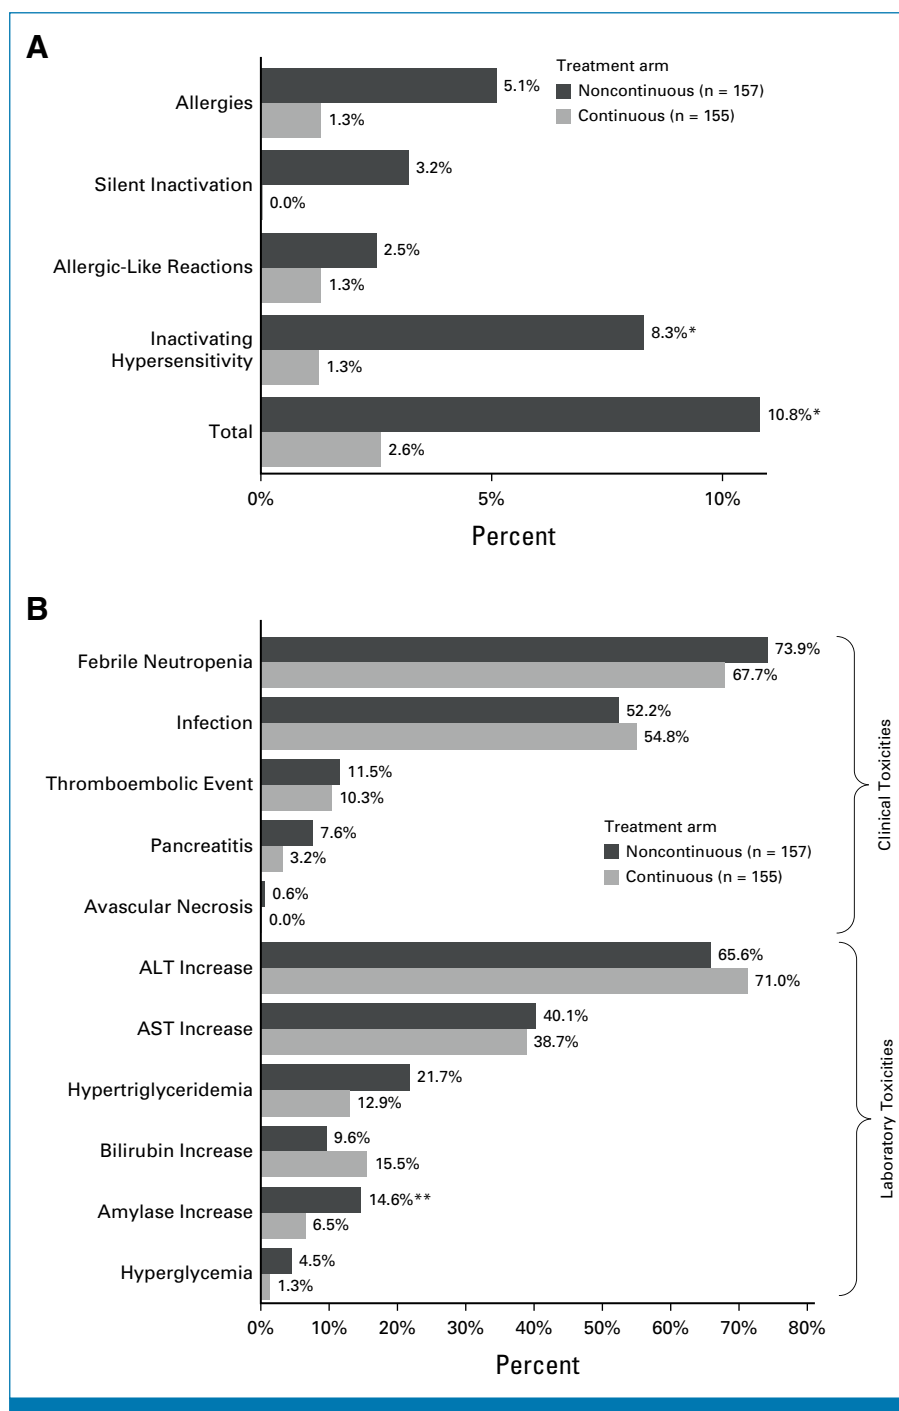 A
Treatment arm
Noncontinuous (n = 157)
Continuous (n = 155)
Allergies
5.1%
1.3%
Silent Inactivation
3.2%
0.0%
Allergic-Like Reactions
2.5%
1.3%
Inactivating
Hypersensitivity
8.3%*
1.3%
Total
10.8%*
2.6%
0% 5% 10%
Percent
B
Febrile Neutropenia
73.9%
67.7%
Infection
52.2%
54.8%
Thromboembolic Event
11.5%
10.3%
Pancreatitis
7.6%
3.2%
Avascular Necrosis
0.6%
0.0%
Treatment arm
Noncontinuous (n = 157)
Continuous (n = 155)
Clinical Toxicities
ALT Increase
65.6%
71.0%
AST Increase
40.1%
38.7%
Hypertriglyceridemia
21.7%
12.9%
Bilirubin Increase
9.6%
15.5%
Amylase Increase
14.6%**
6.5%
Hyperglycemia
4.5%
1.3%
Laboratory Toxicities
0% 10% 20% 30% 40% 50% 60% 70% 80%
Percent